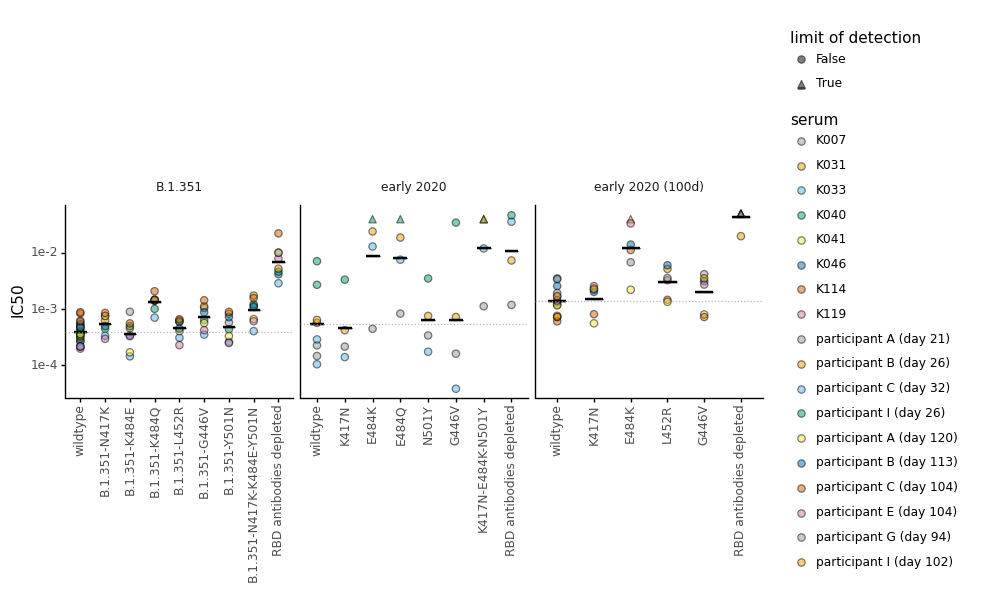 limit of detection
False
True
serum
K007
K031
K033
K040
K041
K046
K114
K119
participant A (day 21)
participant B (day 26)
participant C (day 32)
participant I (day 26)
participant A (day 120)
participant B (day 113)
participant C (day 104)
participant E (day 104)
participant G (day 94)
participant I (day 102)
B.1.351
early 2020
early 2020 (100d)
IC50
1e-2
1e-3
1e-4
wildtype
B.1.351-N417K
B.1.351-K484E
B.1.351-K484Q
B.1.351-L452R
B.1.351-G446V
B.1.351-Y501N
B.1.351-N417K-K484E-Y501N
RBD antibodies depleted
wildtype
K417N
E484K
E484Q
N501Y
G446V
K417N-E484K-N501Y
RBD antibodies depleted
wildtype
K417N
E484K
L452R
G446V
RBD antibodies depleted